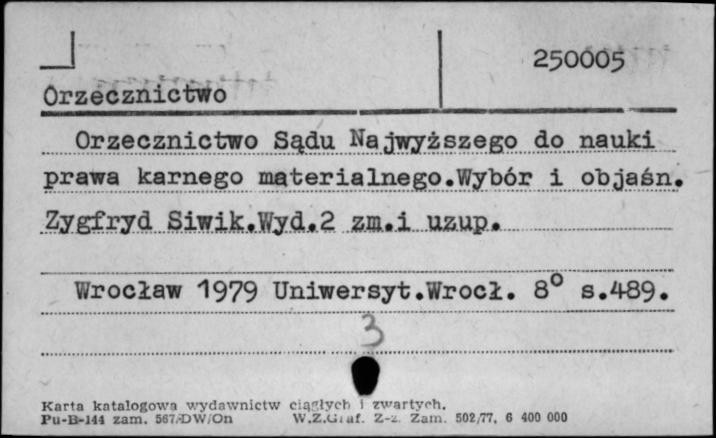 250005
Orzecznictwo
Orzecznictwo Sądu Najwyższego do nauki
prawa karnego materialnego.Wybór i objaśn.
Zygfryd Siwik.Wyd.2 zm.i uzup.
Wrocław 1979 Uniwersyt.Wrocł. 8° s.489.
3
Karta katalogowa wydawnictw ciągłych i zwartych.
Pu-B-144 zam. 567/DW/On W.Z.Graf. Z-z. Zam. 502/77, 6 400 000